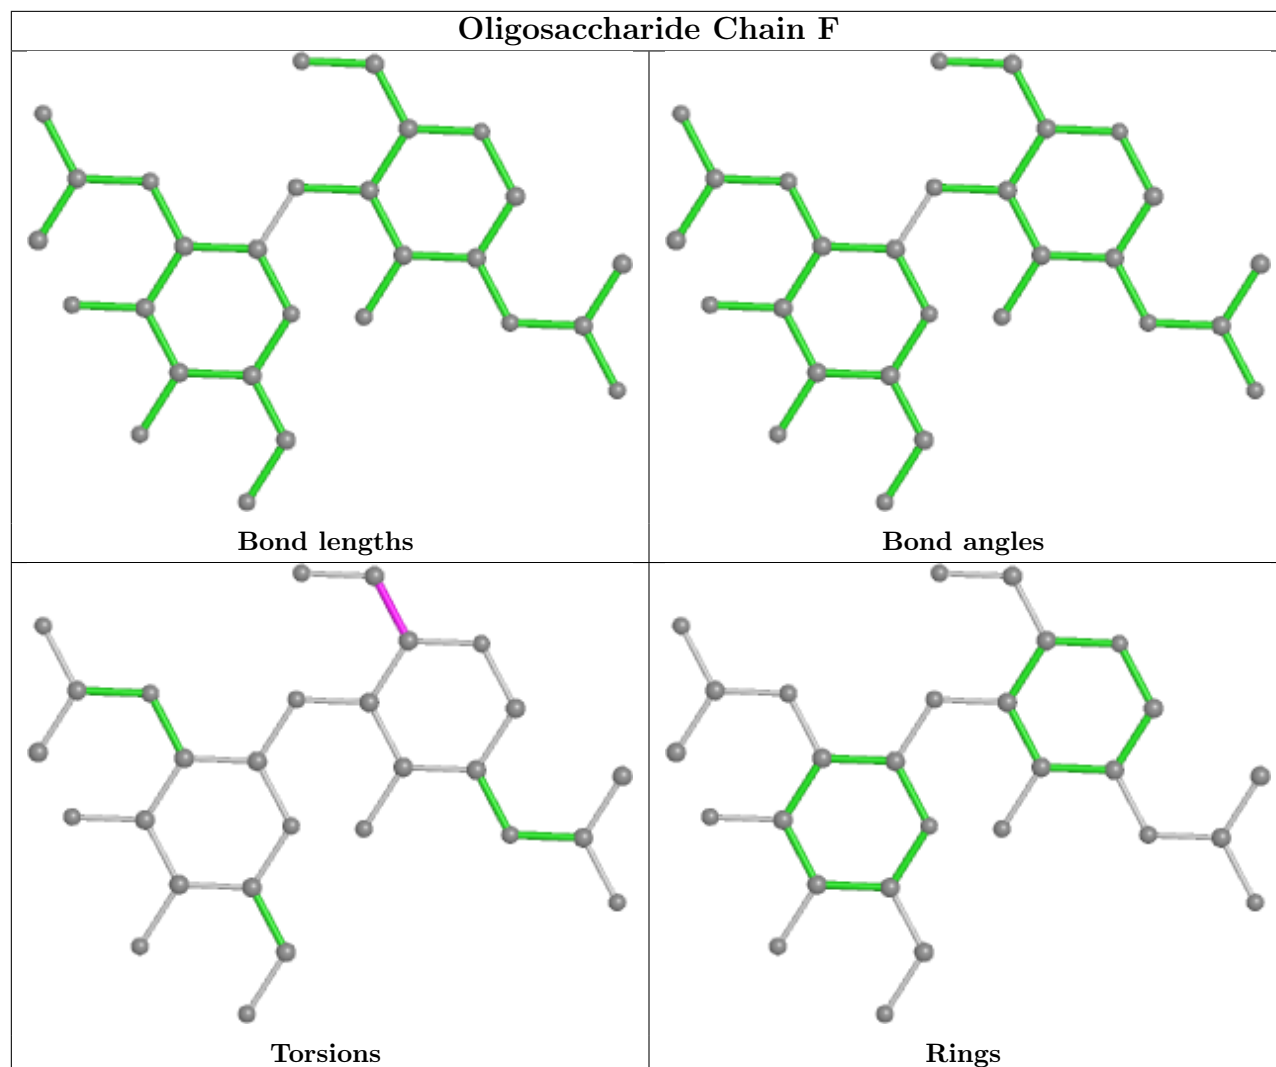 Oligosaccharide Chain F
Bond lengths
Bond angles
Torsions
Rings